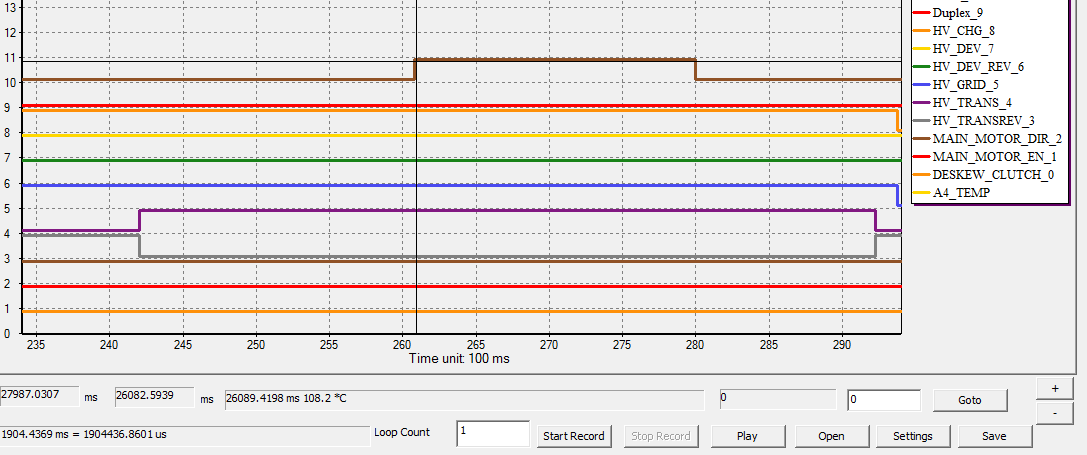 13
12
11
10
9
8
7
6
5
4
3
2
1
0
235 240 245 250 255 260 265 270 275 280 285 290
Time unit: 100 ms
Duplex_9
HV_CHG_8
HV_DEV_7
HV_DEV_REV_6
HV_GRID_5
HV_TRANS_4
HV_TRANSREV_3
MAIN_MOTOR_DIR_2
MAIN_MOTOR_EN_1
DESKEW_CLUTCH_0
A4_TEMP
27987.0307 ms 26082.5939 ms 26089.4198 ms 108.2 *C 0 0 Goto +
-
1904.4369 ms = 1904436.8601 us Loop Count 1 Start Record Stop Record Play Open Settings Save